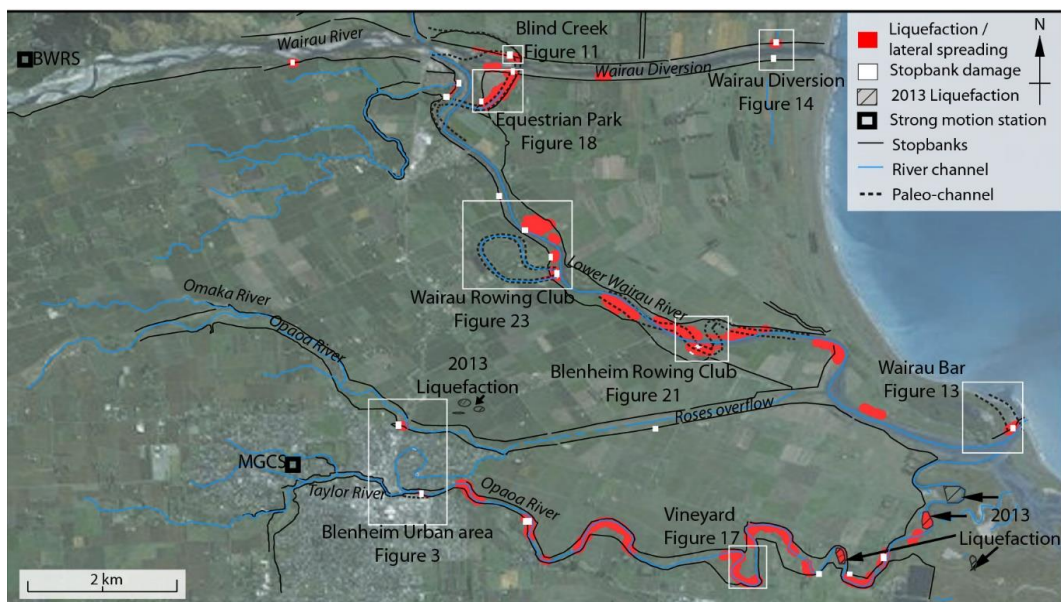 Blind Creek
Figure 11
Wairau River
BWRS
Wairau Diversion
Wairau Diversion
Figure 14
Equestrian Park
Figure 18
Liquefaction /
lateral spreading
Stopbank damage
2013 Liquefaction
Strong motion station
Stopbanks
River channel
Paleo-channel
N
Lower Wairau River
Omaka River
Opaoa River
Wairau Rowing Club
Figure 23
2013
Liquefaction
Blenheim Rowing Club
Figure 21
Wairau Bar
Figure 13
Roses overflow
MGCS
Taylor River
Opaoa River
Blenheim Urban area
Figure 3
Vineyard
Figure 17
2013
Liquefaction
2 km